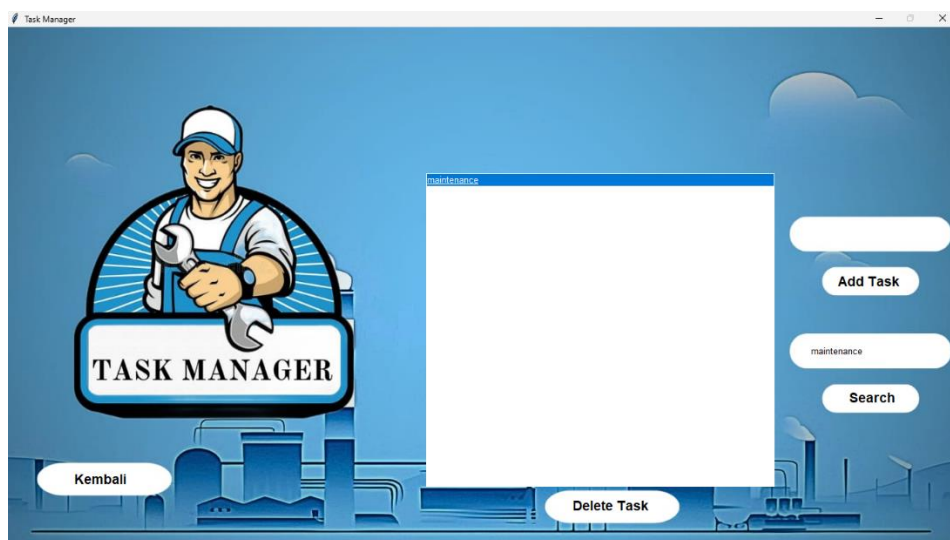 Task Manager
maintenance
Add Task
TASK MANAGER
maintenance
Search
Kembali
Delete Task